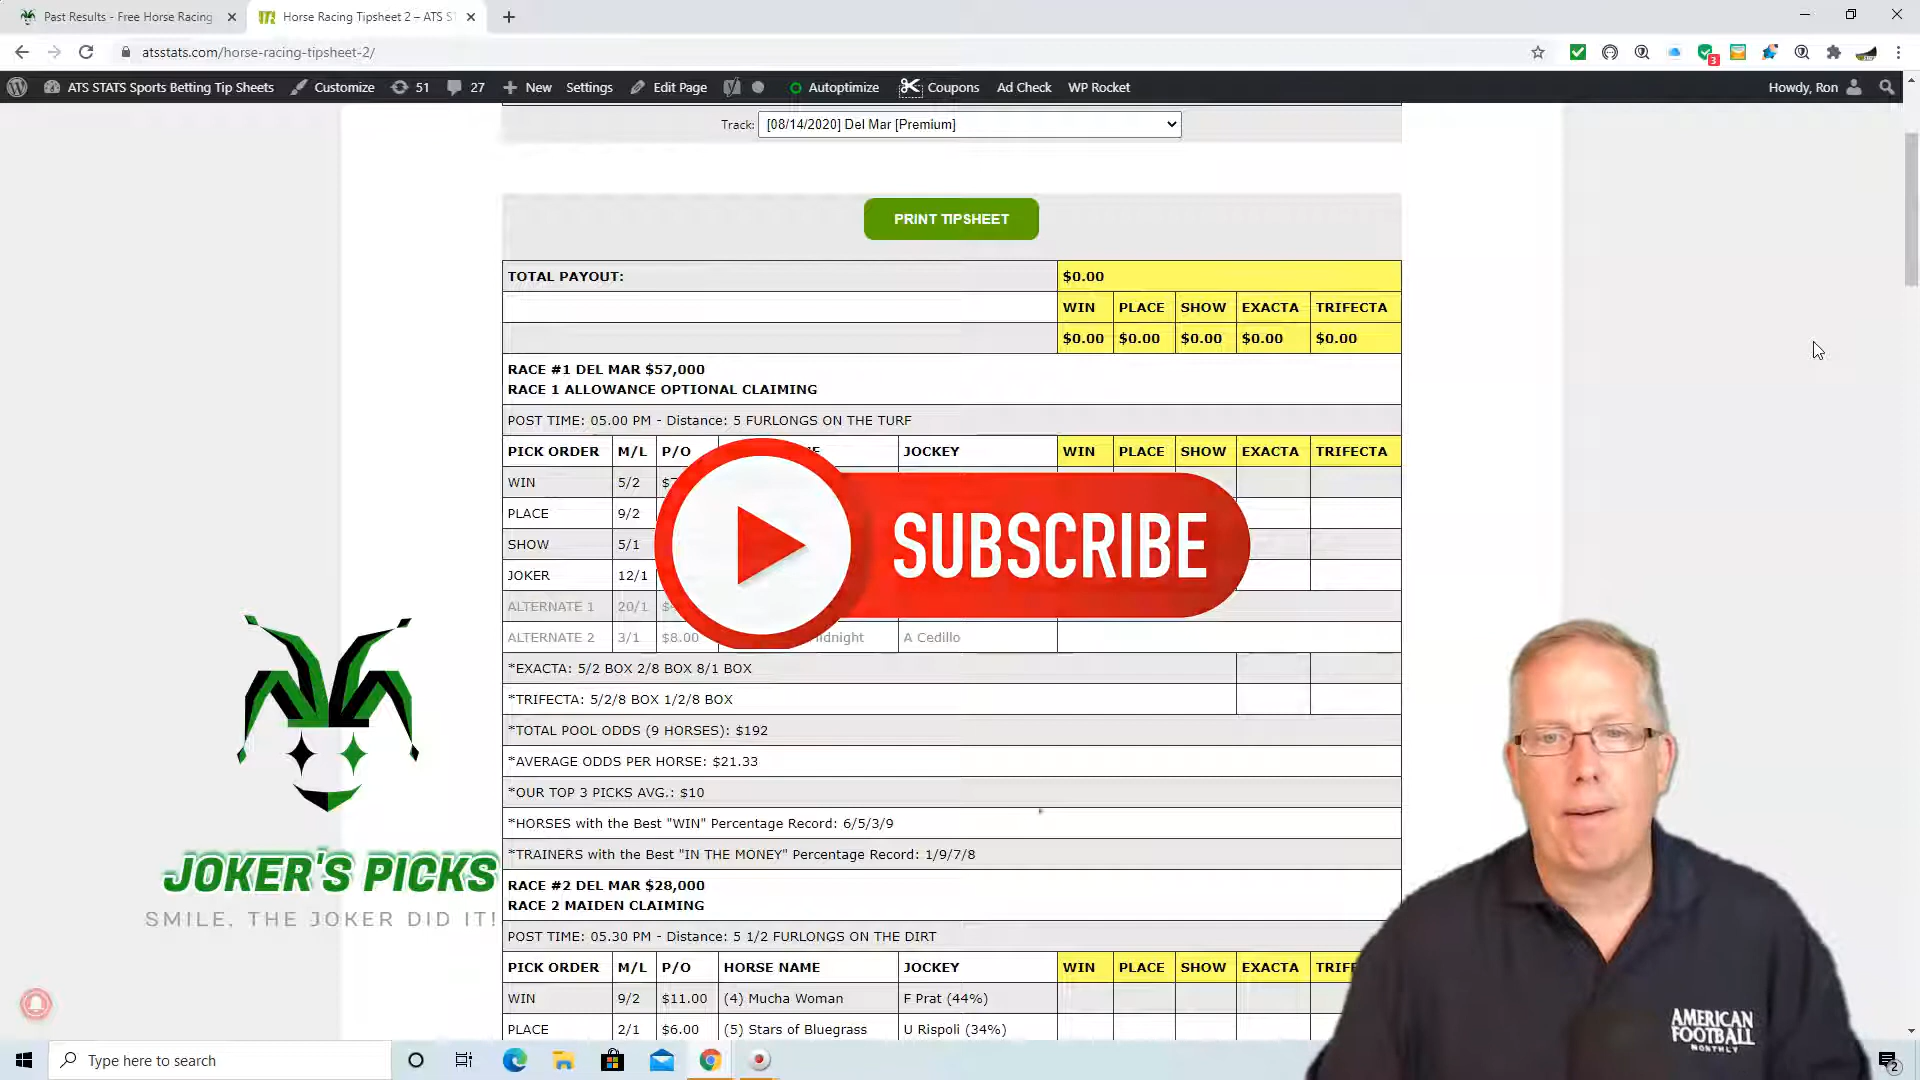 Past Results - Free Horse Racing
Horse Racing Tipsheet 2 – ATS ST
atsstats.com/horse-racing-tipsheet-2/
3
ATS STATS Sports Betting Tip Sheets Customize 51 27 New Settings Edit Page Autoptimize Coupons Ad Check WP Rocket Howdy, Ron
Track: [08/14/2020] Del Mar [Premium]
PRINT TIPSHEET
TOTAL PAYOUT: $0.00
WIN PLACE SHOW EXACTA TRIFECTA
$0.00 $0.00 $0.00 $0.00 $0.00
RACE #1 DEL MAR $57,000
RACE 1 ALLOWANCE OPTIONAL CLAIMING
POST TIME: 05.00 PM - Distance: 5 FURLONGS ON THE TURF
PICK ORDER M/L P/O JOCKEY WIN PLACE SHOW EXACTA TRIFECTA
WIN 5/2
PLACE 9/2
SHOW 5/1
JOKER 12/1
ALTERNATE 1 20/1
ALTERNATE 2 3/1 $8.00 A Cedillo
SUBSCRIBE
*EXACTA: 5/2 BOX 2/8 BOX 8/1 BOX
*TRIFECTA: 5/2/8 BOX 1/2/8 BOX
*TOTAL POOL ODDS (9 HORSES): $192
*AVERAGE ODDS PER HORSE: $21.33
*OUR TOP 3 PICKS AVG.: $10
*HORSES with the Best "WIN" Percentage Record: 6/5/3/9
*TRAINERS with the Best "IN THE MONEY" Percentage Record: 1/9/7/8
RACE #2 DEL MAR $28,000
RACE 2 MAIDEN CLAIMING
POST TIME: 05.30 PM - Distance: 5 1/2 FURLONGS ON THE DIRT
PICK ORDER M/L P/O HORSE NAME JOCKEY WIN PLACE SHOW EXACTA
WIN 9/2 $11.00 (4) Mucha Woman F Prat (44%)
PLACE 2/1 $6.00 (5) Stars of Bluegrass U Rispoli (34%)
JOKER'S PICKS
SMILE, THE JOKER DID IT!
AMERICAN
FOOTBALL
MONTHLY
Type here to search
2